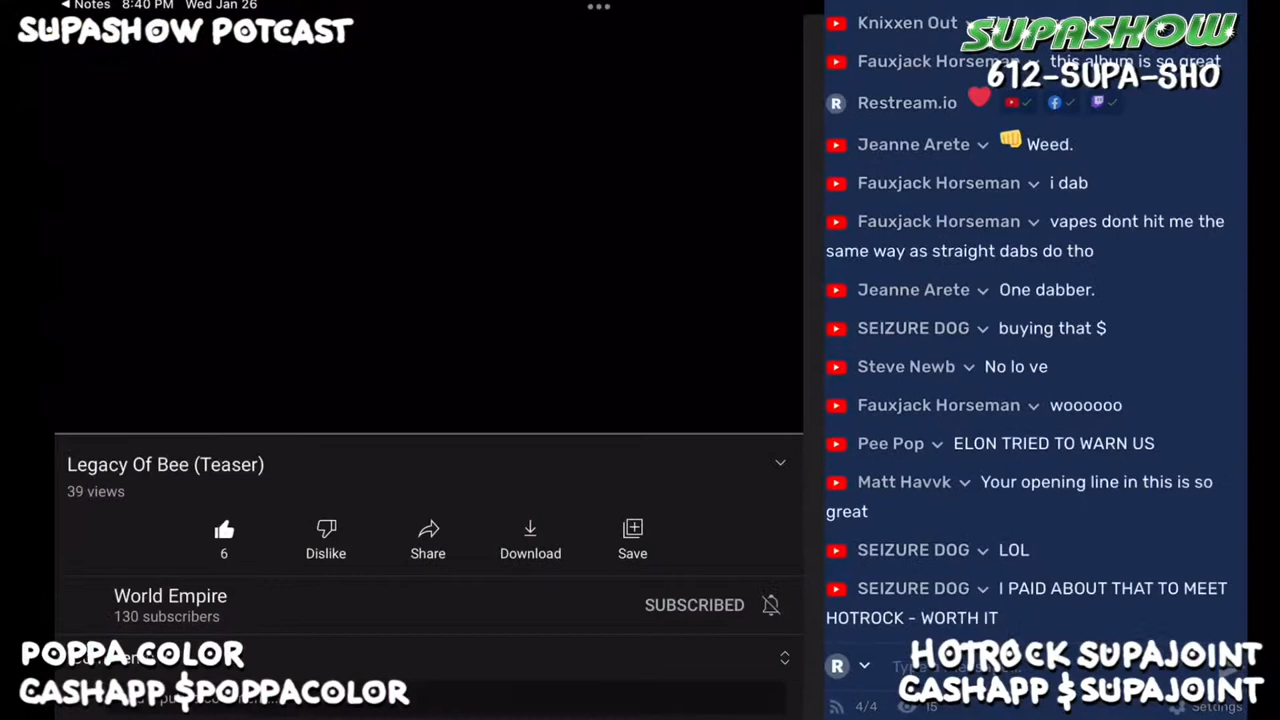 Notes 8:40 PM Wed Jan 26
SUPASHOW POTCAST
Legacy Of Bee (Teaser)
39 views
6 Dislike Share Download Save
World Empire
130 subscribers
SUBSCRIBED
POPPA COLOR
CASHAPP $POPPACOLOR
Knixxen Out
SUPASHOW
Fauxjack Horseman this album is so great
612-SUPA-SHO
Restream.io
Jeanne Arete 👊 Weed.
Fauxjack Horseman i dab
Fauxjack Horseman vapes dont hit me the
same way as straight dabs do tho
Jeanne Arete One dabber.
SEIZURE DOG buying that $
Steve Newb No lo ve
Fauxjack Horseman woooooo
Pee Pop ELON TRIED TO WARN US
Matt Havvk Your opening line in this is so
great
SEIZURE DOG LOL
SEIZURE DOG I PAID ABOUT THAT TO MEET
HOTROCK - WORTH IT
HOTROCK SUPAJOINT
CASHAPP $SUPAJOINT
4/4 15 Settings